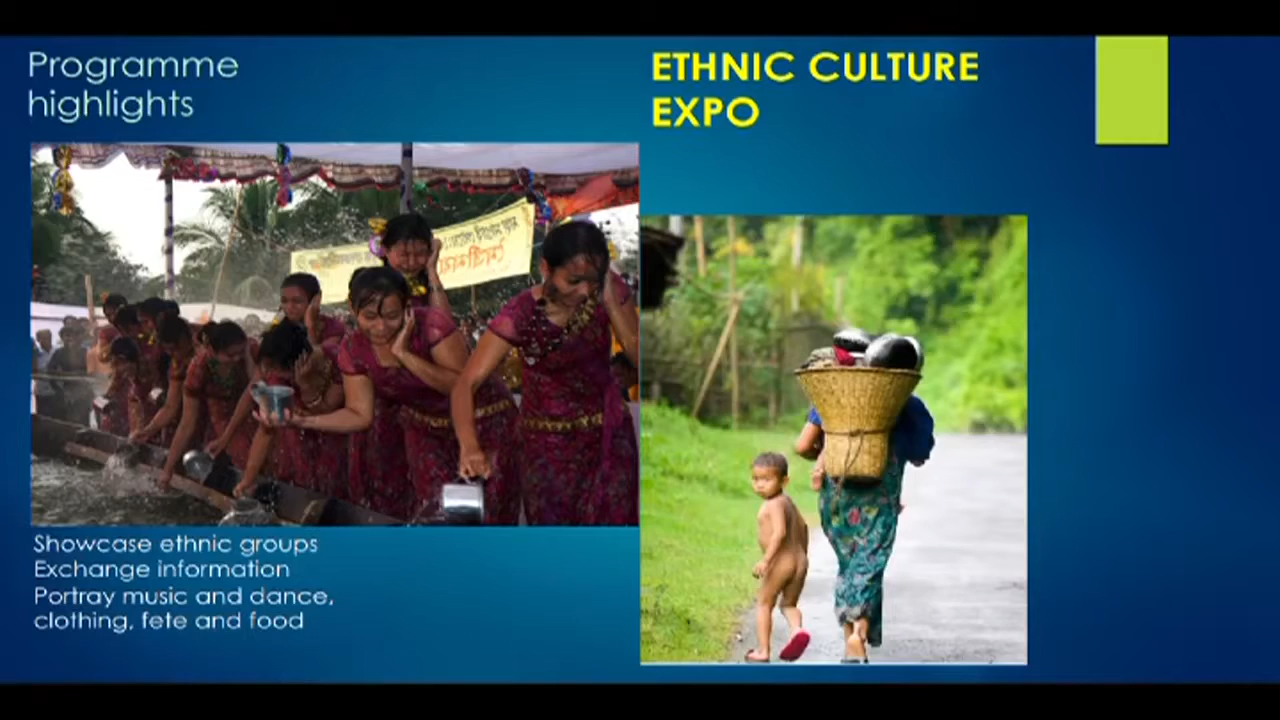 Programme
highlights
ETHNIC CULTURE
EXPO
Showcase ethnic groups
Exchange information
Portray music and dance,
clothing, fete and food